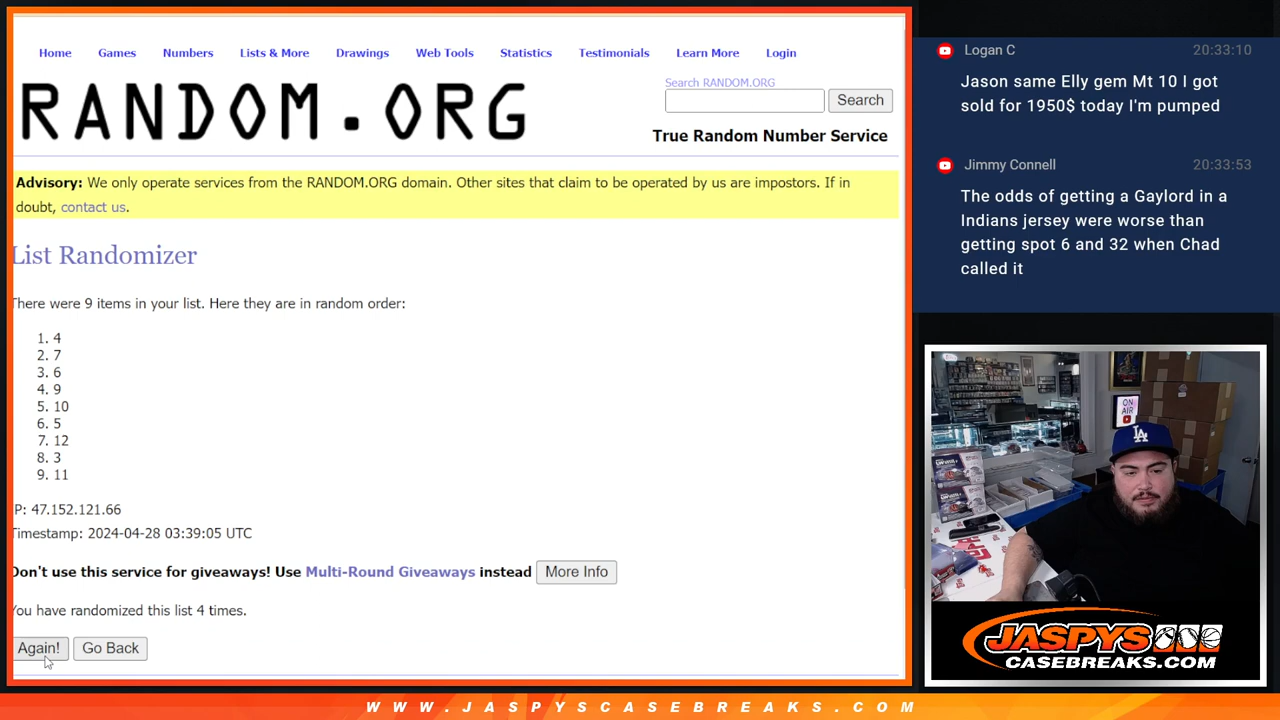 Home Games Numbers Lists & More Drawings Web Tools Statistics Testimonials Learn More Login
RANDOM.ORG
Search RANDOM.ORG
Search
True Random Number Service
Advisory: We only operate services from the RANDOM.ORG domain. Other sites that claim to be operated by us are impostors. If in
doubt, contact us.
List Randomizer
There were 9 items in your list. Here they are in random order:
1. 4
2. 7
3. 6
4. 9
5. 10
6. 5
7. 12
8. 3
9. 11
IP: 47.152.121.66
Timestamp: 2024-04-28 03:39:05 UTC
Don't use this service for giveaways! Use Multi-Round Giveaways instead More Info
You have randomized this list 4 times.
Again! Go Back
Logan C 20:33:10
Jason same Elly gem Mt 10 I got
sold for 1950$ today I'm pumped
Jimmy Connell 20:33:53
The odds of getting a Gaylord in a
Indians jersey were worse than
getting spot 6 and 32 when Chad
called it
ON
AIR
LA
JASPYS
CASEBREAKS.COM
WWW.JASPYSCASEBREAKS.COM